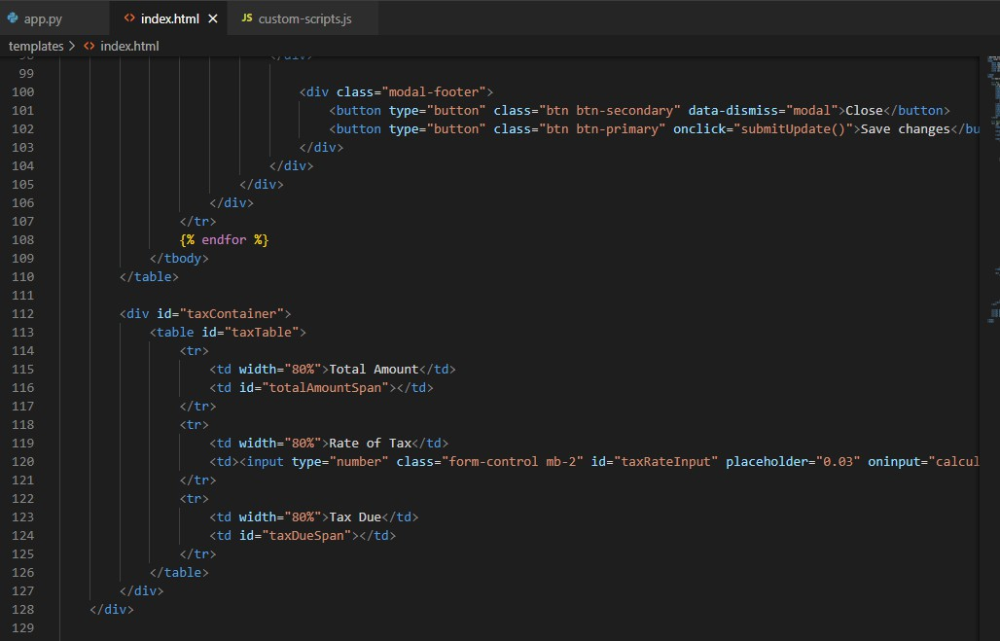 app.py
index.html
JS custom-scripts.js
templates > index.html
98 </div>
99
100 <div class="modal-footer">
101 <button type="button" class="btn btn-secondary" data-dismiss="modal">Close</button>
102 <button type="button" class="btn btn-primary" onclick="submitUpdate()">Save changes</bu
103 </div>
104 </div>
105 </div>
106 </div>
107 </tr>
108 {% endfor %}
109 </tbody>
110 </table>
111
112 <div id="taxContainer">
113 <table id="taxTable">
114 <tr>
115 <td width="80%">Total Amount</td>
116 <td id="totalAmountSpan"></td>
117 </tr>
118 <tr>
119 <td width="80%">Rate of Tax</td>
120 <td><input type="number" class="form-control mb-2" id="taxRateInput" placeholder="0.03" oninput="calcul
121 </tr>
122 <tr>
123 <td width="80%">Tax Due</td>
124 <td id="taxDueSpan"></td>
125 </tr>
126 </table>
127 </div>
128 </div>
129